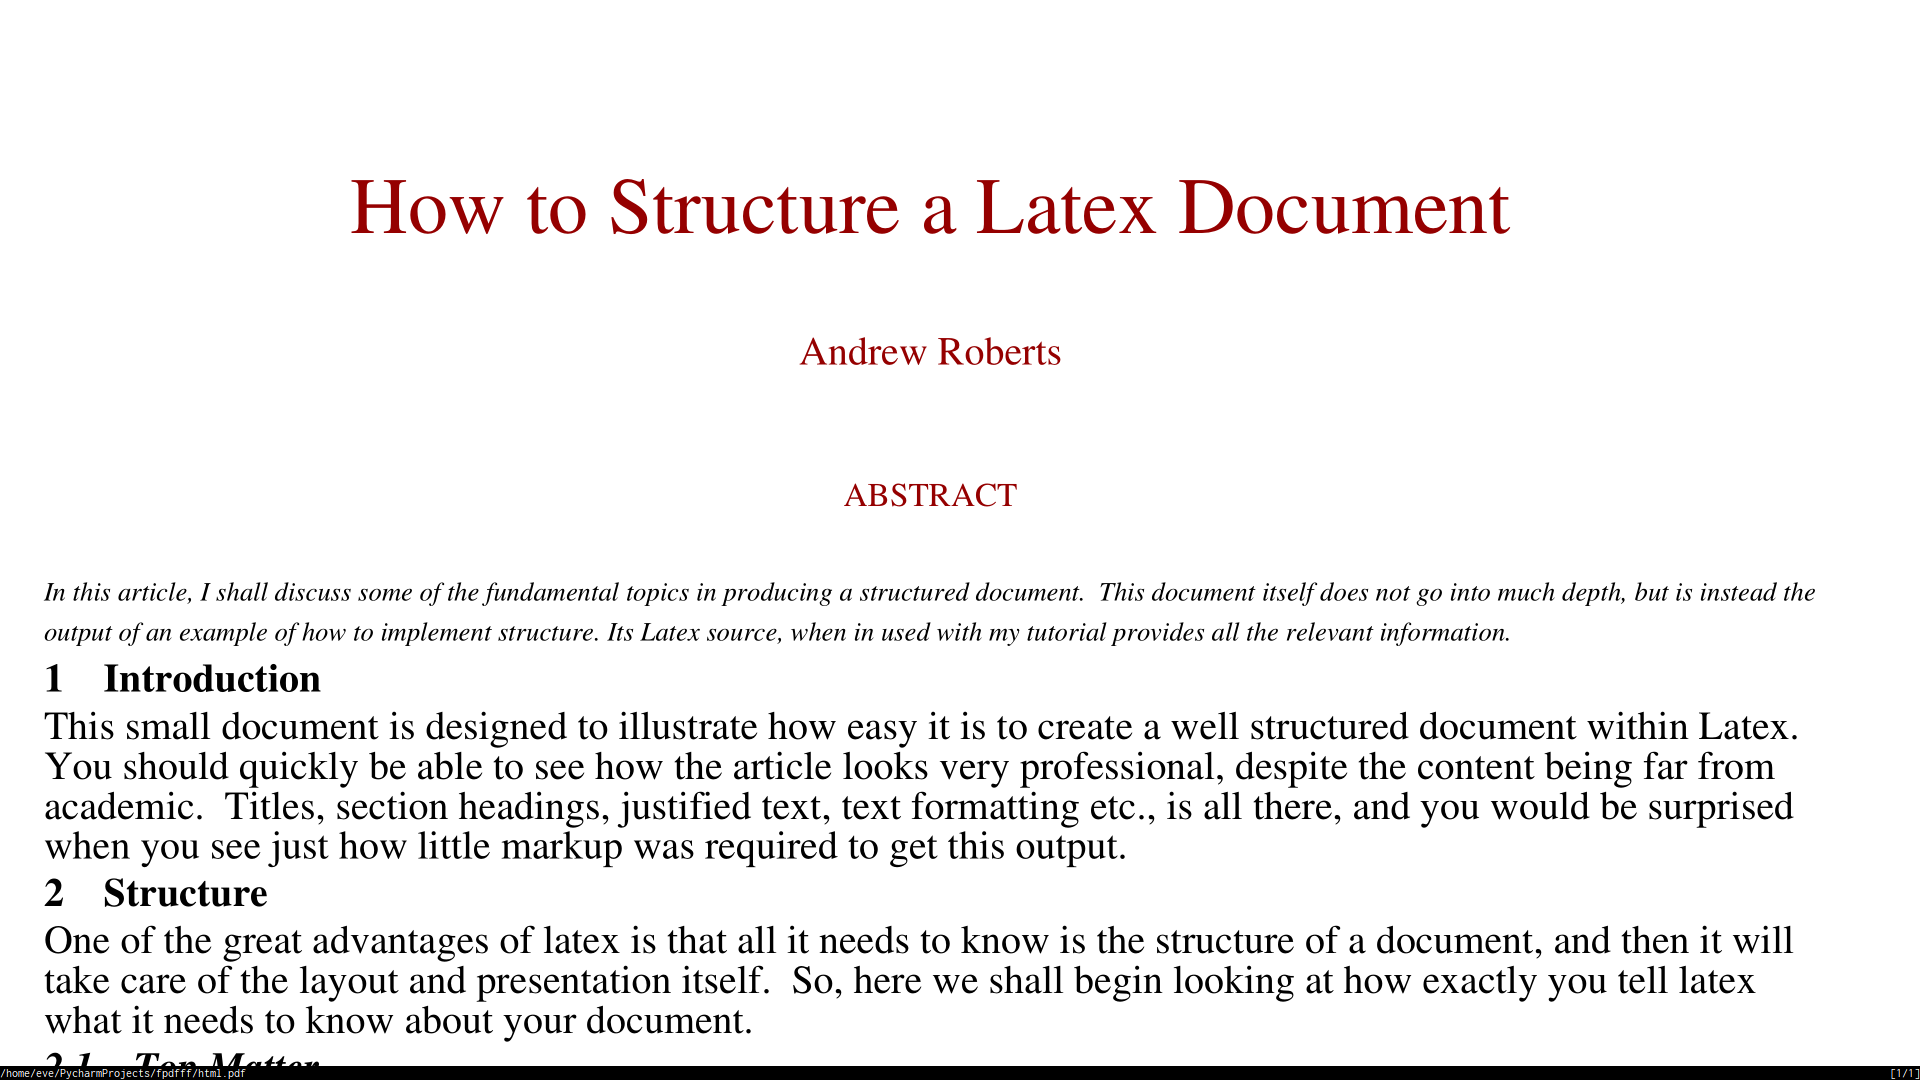 How to Structure a Latex Document
Andrew Roberts
ABSTRACT
In this article, I shall discuss some of the fundamental topics in producing a structured document.  This document itself does not go into much depth, but is instead the
output of an example of how to implement structure. Its Latex source, when in used with my tutorial provides all the relevant information.
1 Introduction
This small document is designed to illustrate how easy it is to create a well structured document within Latex.
You should quickly be able to see how the article looks very professional, despite the content being far from
academic.  Titles, section headings, justified text, text formatting etc., is all there, and you would be surprised
when you see just how little markup was required to get this output.
2 Structure
One of the great advantages of latex is that all it needs to know is the structure of a document, and then it will
take care of the layout and presentation itself.  So, here we shall begin looking at how exactly you tell latex
what it needs to know about your document.
2.1 Top Matter
/home/eve/PycharmProjects/fpdfff/html.pdf [1/1]